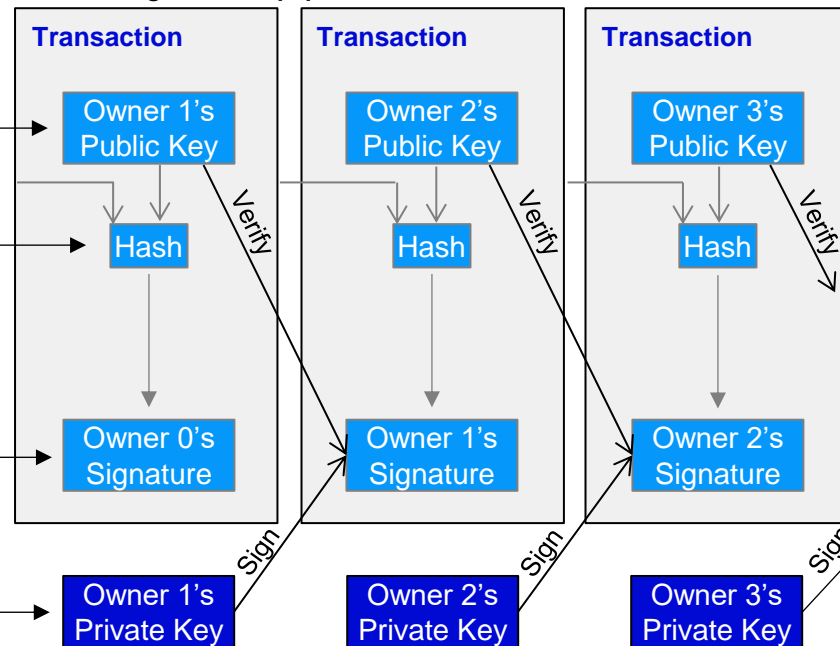 Transaction
Transaction
Transaction
Owner 1's
Public Key
Owner 2's
Public Key
Owner 3's
Public Key
Verify
Verify
Verify
Hash
Hash
Hash
Owner 0's
Signature
Owner 1's
Signature
Owner 2's
Signature
Sign
Sign
Sign
Owner 1's
Private Key
Owner 2's
Private Key
Owner 3's
Private Key